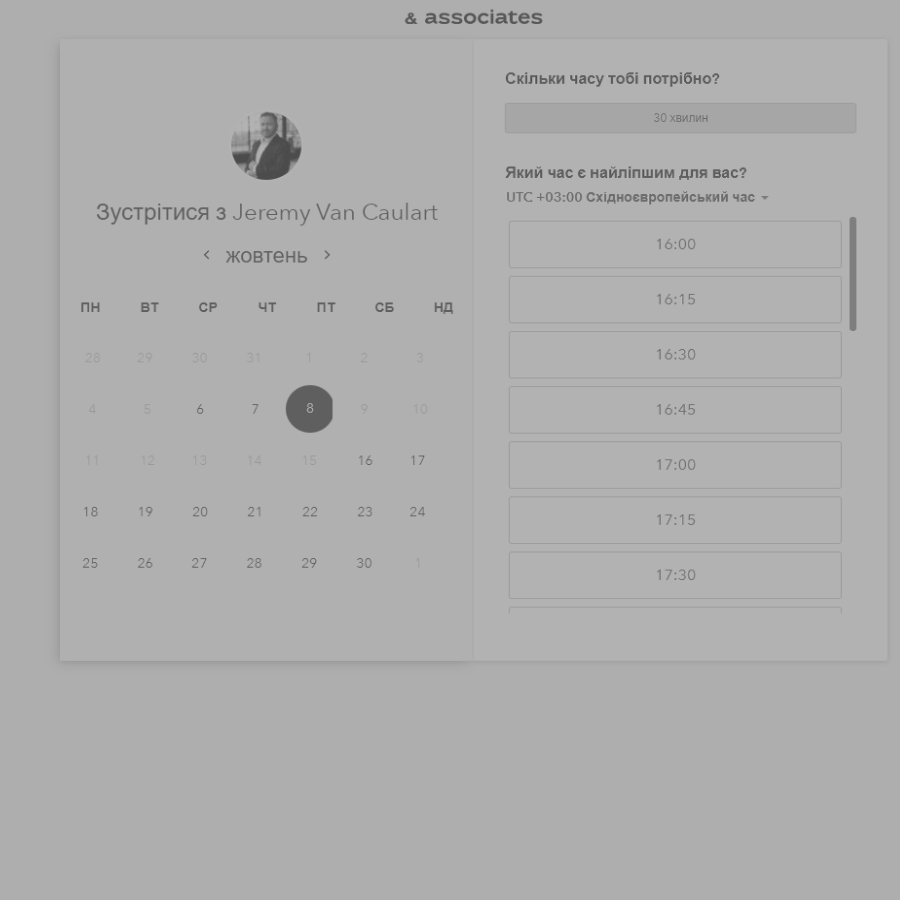 & associates
Зустрітися з Jeremy Van Caulart
жовтень
ПН ВТ СР ЧТ ПТ СБ НД
28 29 30 31 1 2 3
4 5 6 7 8 9 10
11 12 13 14 15 16 17
18 19 20 21 22 23 24
25 26 27 28 29 30 1
Скільки часу тобі потрібно?
30 хвилин
Який час є найліпшим для вас?
UTC +03:00 Східноєвропейський час
16:00
16:15
16:30
16:45
17:00
17:15
17:30